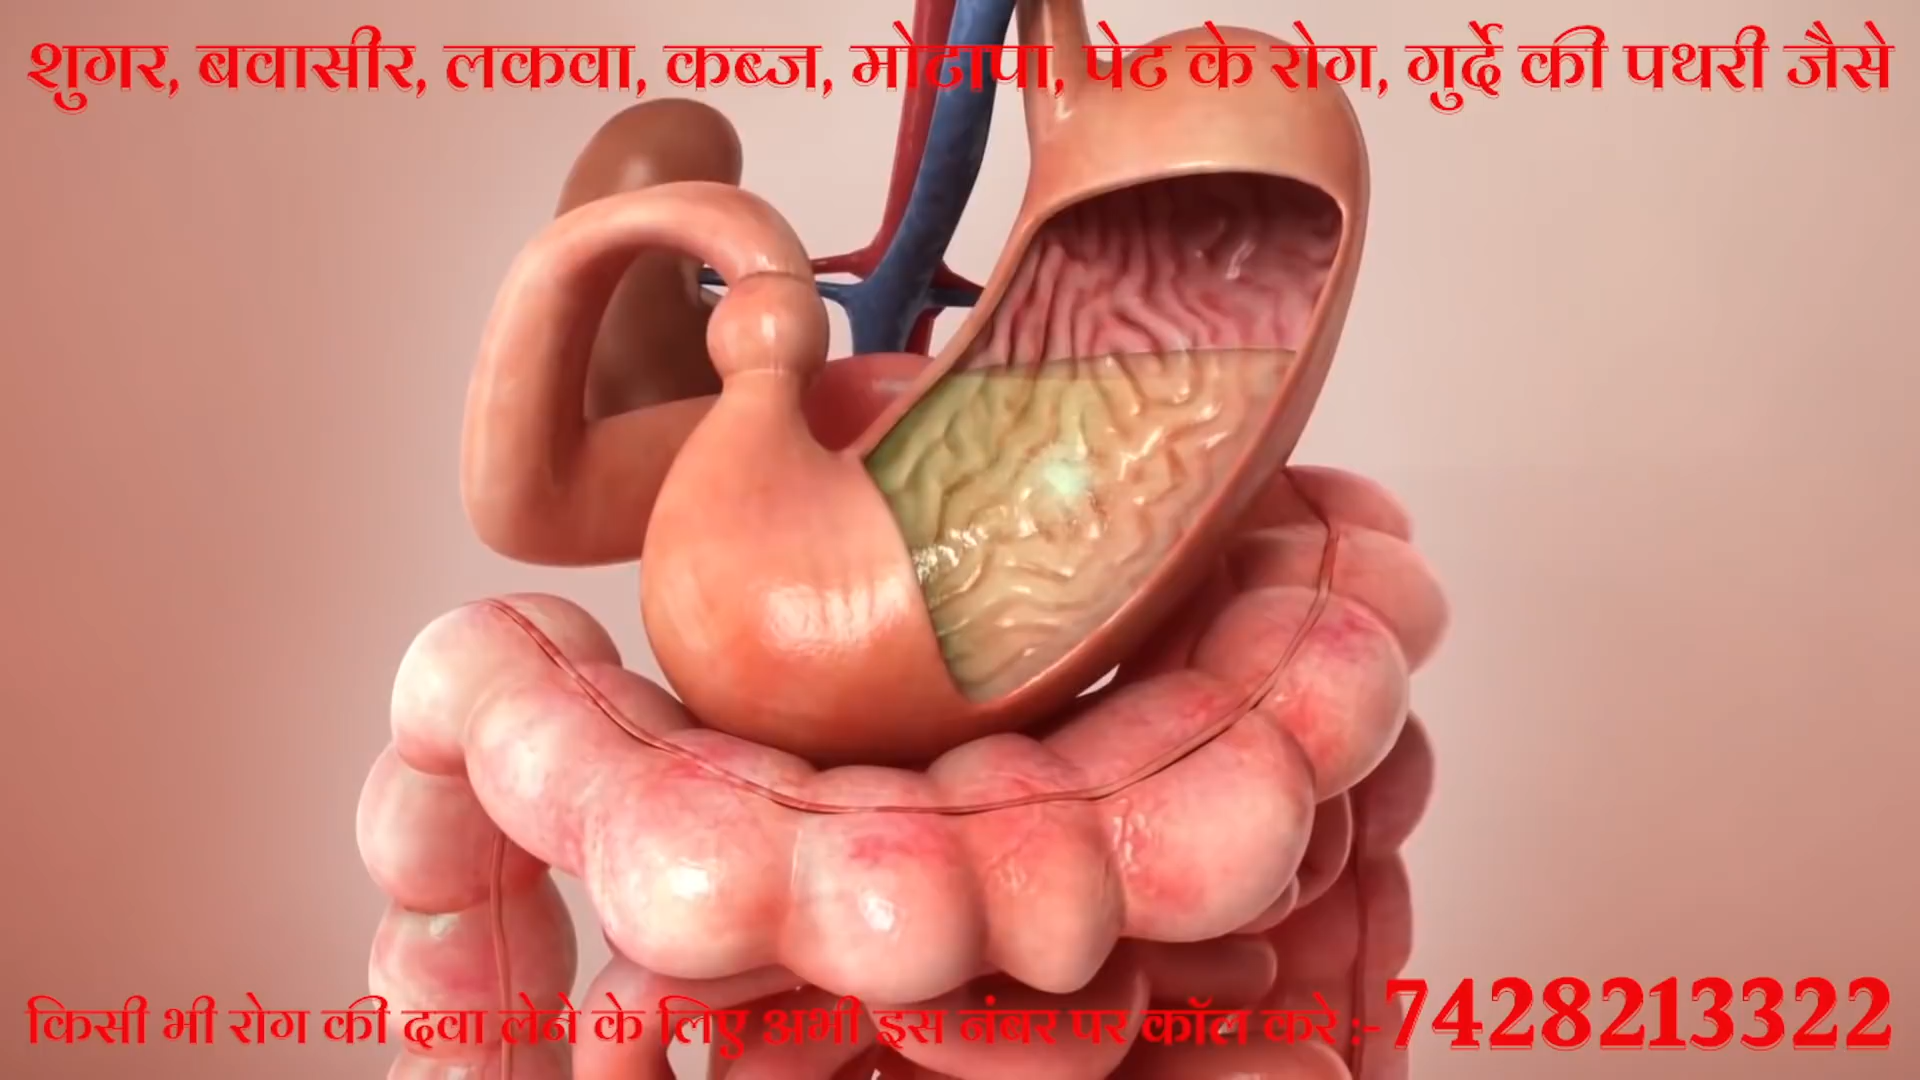 शुगर, बवासीर, लकवा, कब्ज, मोटापा, पेट के रोग, गुर्दे की पथरी जैसे
किसी भी रोग की दवा लेने के लिए अभी इस नंबर पर कॉल करे :- 7428213322